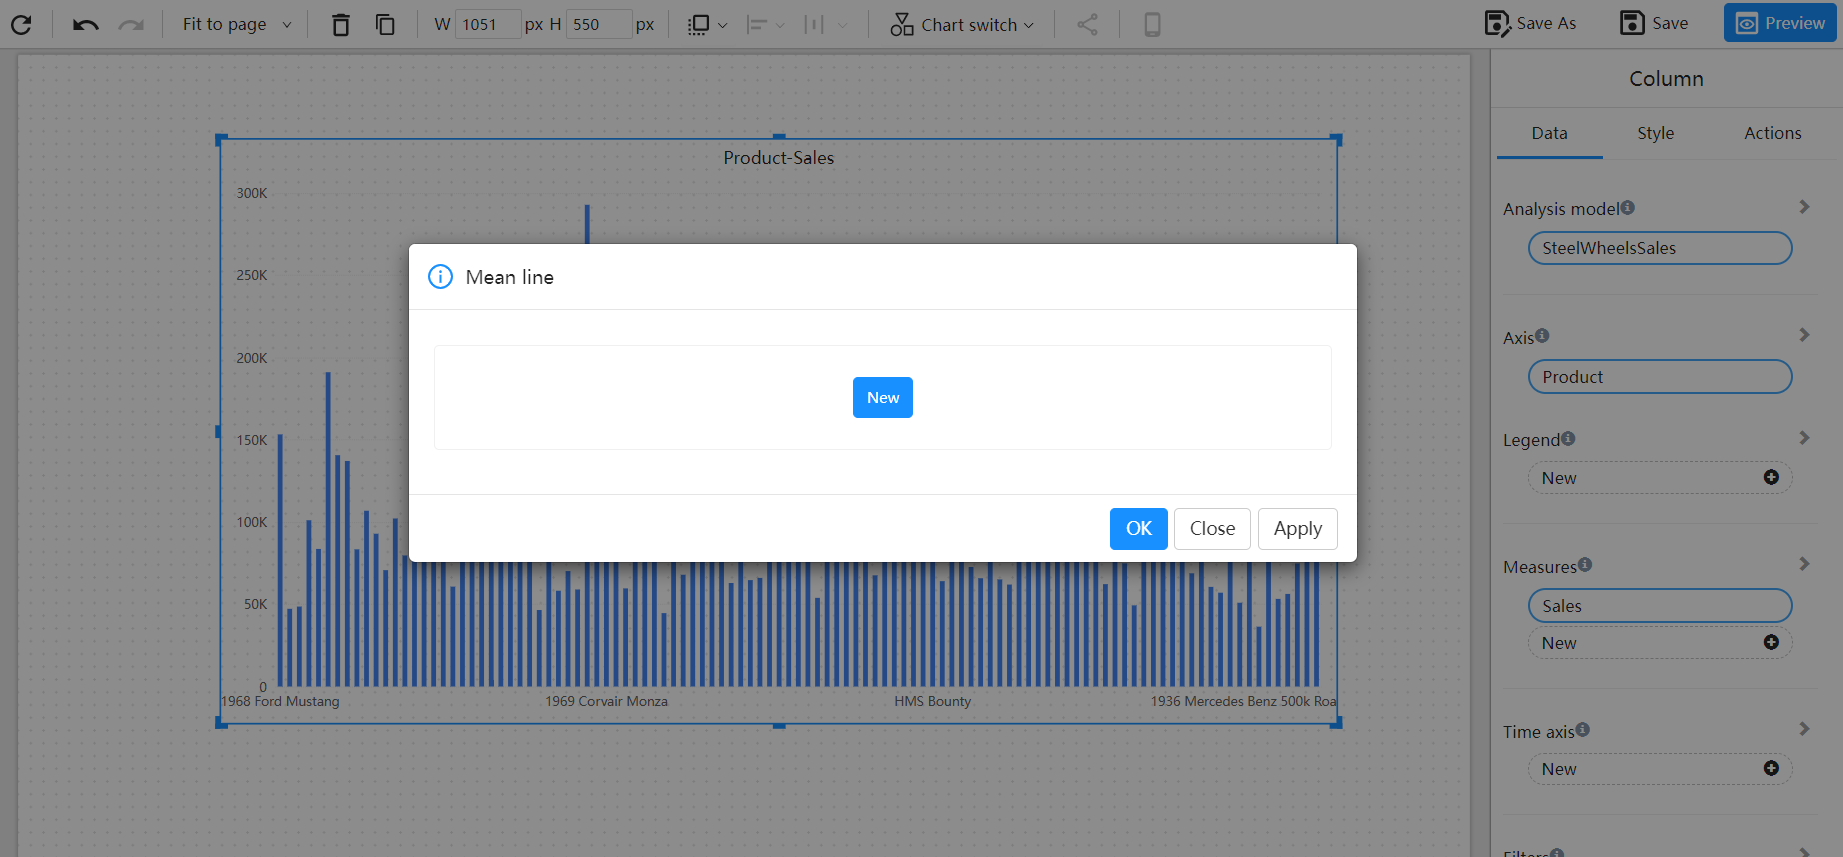 Fit to page
W 1051 px H 550 px
Chart switch
Save As
Save
Preview
Product-Sales
300K
250K
200K
150K
100K
50K
0
1968 Ford Mustang
1969 Corvair Monza
HMS Bounty
1936 Mercedes Benz 500k Roa
Mean line
New
OK
Close
Apply
Column
Data
Style
Actions
Analysis model
SteelWheelsSales
Axis
Product
Legend
New
Measures
Sales
New
Time axis
New
Filters